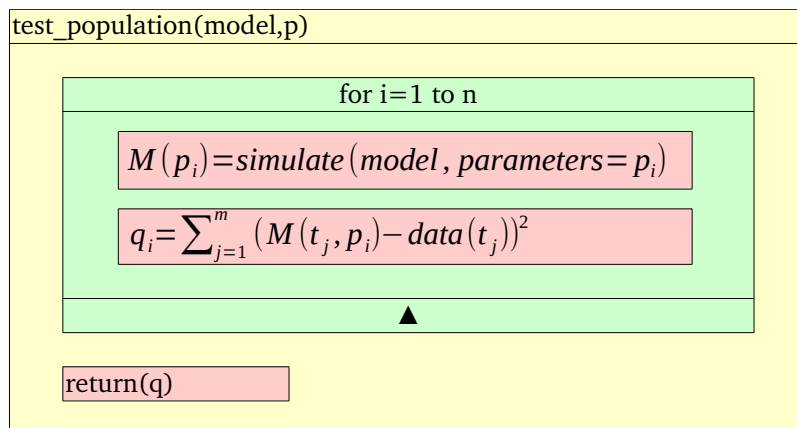 test_population(model,p)
for i=1 to n
M(p_i)=simulate(model, parameters=p_i)
q_i=∑_{j=1}^{m}(M(t_j,p_i)−data(t_j))^2
▲
return(q)